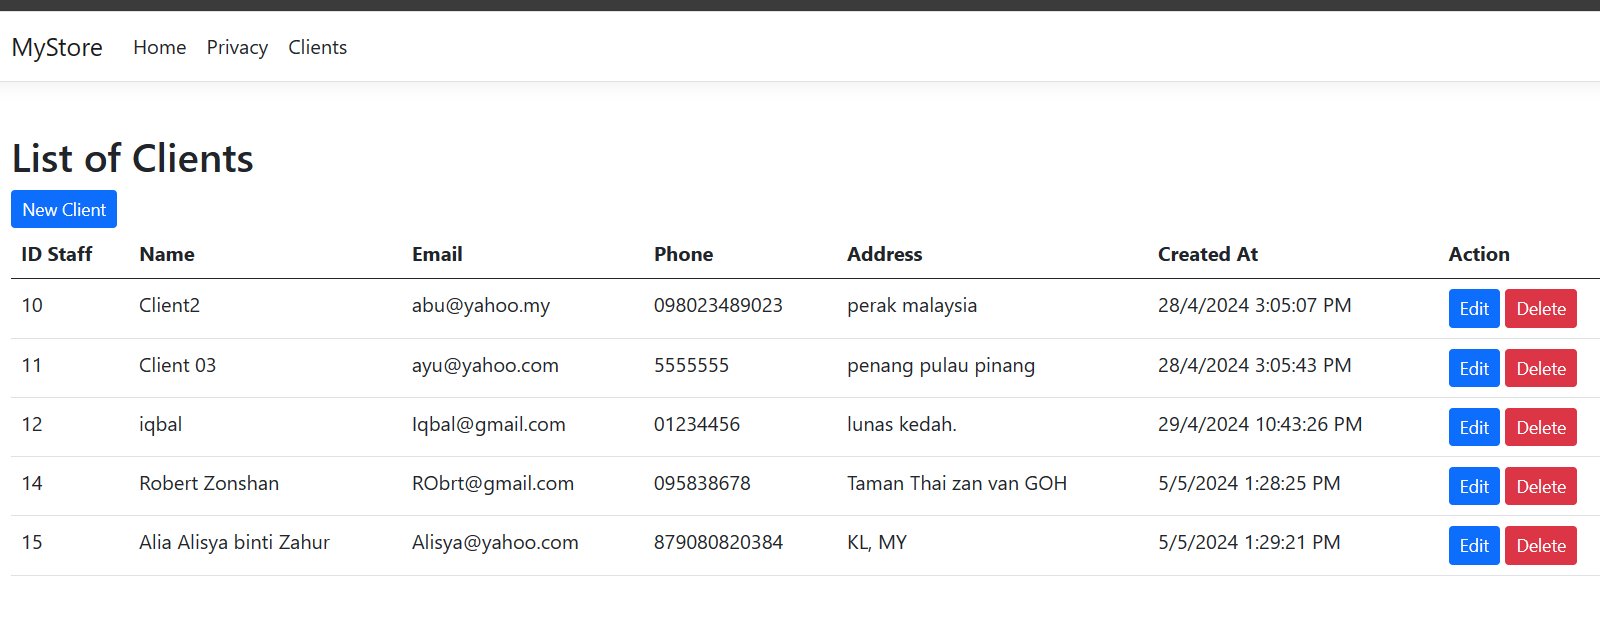 MyStore Home Privacy Clients
List of Clients
New Client
ID Staff Name Email Phone Address Created At Action
10 Client2 abu@yahoo.my 098023489023 perak malaysia 28/4/2024 3:05:07 PM Edit Delete
11 Client 03 ayu@yahoo.com 5555555 penang pulau pinang 28/4/2024 3:05:43 PM Edit Delete
12 iqbal Iqbal@gmail.com 01234456 lunas kedah. 29/4/2024 10:43:26 PM Edit Delete
14 Robert Zonshan RObrt@gmail.com 095838678 Taman Thai zan van GOH 5/5/2024 1:28:25 PM Edit Delete
15 Alia Alisya binti Zahur Alisya@yahoo.com 879080820384 KL, MY 5/5/2024 1:29:21 PM Edit Delete